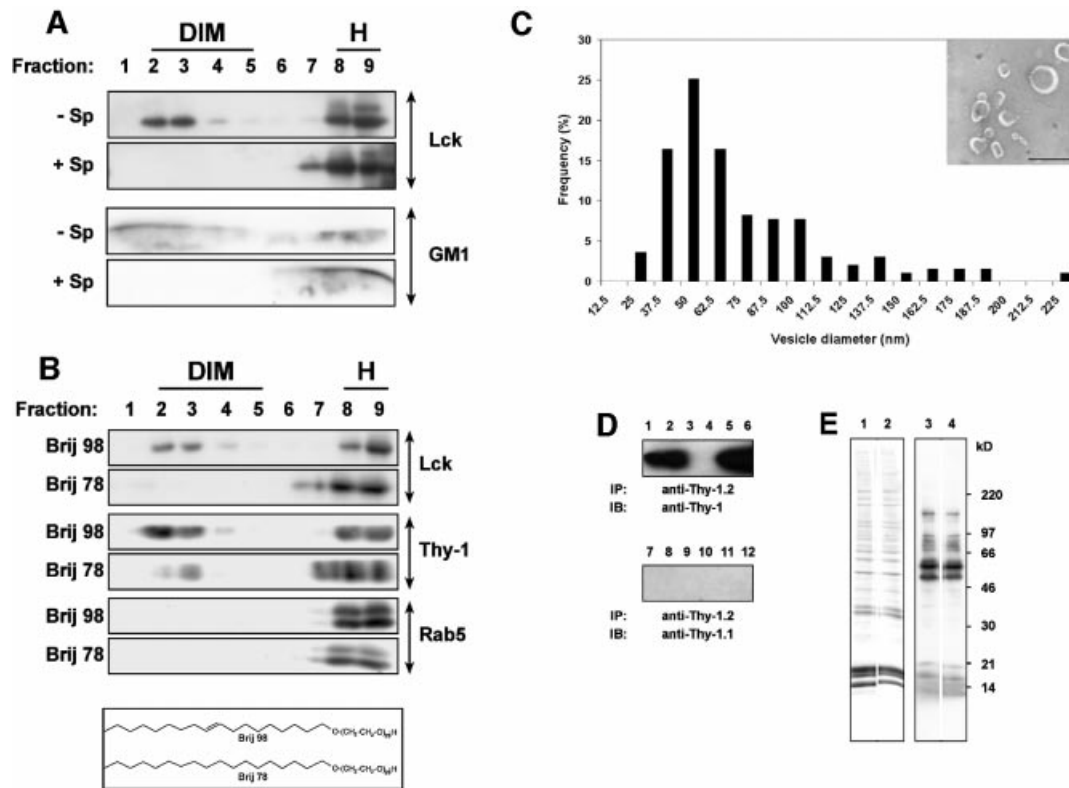 A
DIM H
Fraction: 1 2 3 4 5 6 7 8 9
- Sp
+ Sp
Lck
- Sp
+ Sp
GM1
B
DIM H
Fraction: 1 2 3 4 5 6 7 8 9
Brij 98
Brij 78
Lck
Brij 98
Brij 78
Thy-1
Brij 98
Brij 78
Rab5
Brij 98
Brij 78
C
Frequency (%)
30
25
20
15
10
5
0
12.5 25 37.5 50 62.5 75 87.5 100 112.5 125 137.5 150 162.5 175 187.5 200 212.5 225
Vesicle diameter (nm)
D
1 2 3 4 5 6
IP: anti-Thy-1.2
IB: anti-Thy-1
7 8 9 10 11 12
IP: anti-Thy-1.2
IB: anti-Thy-1.1
E
1 2 3 4 kD
220
97
66
46
30
21
14